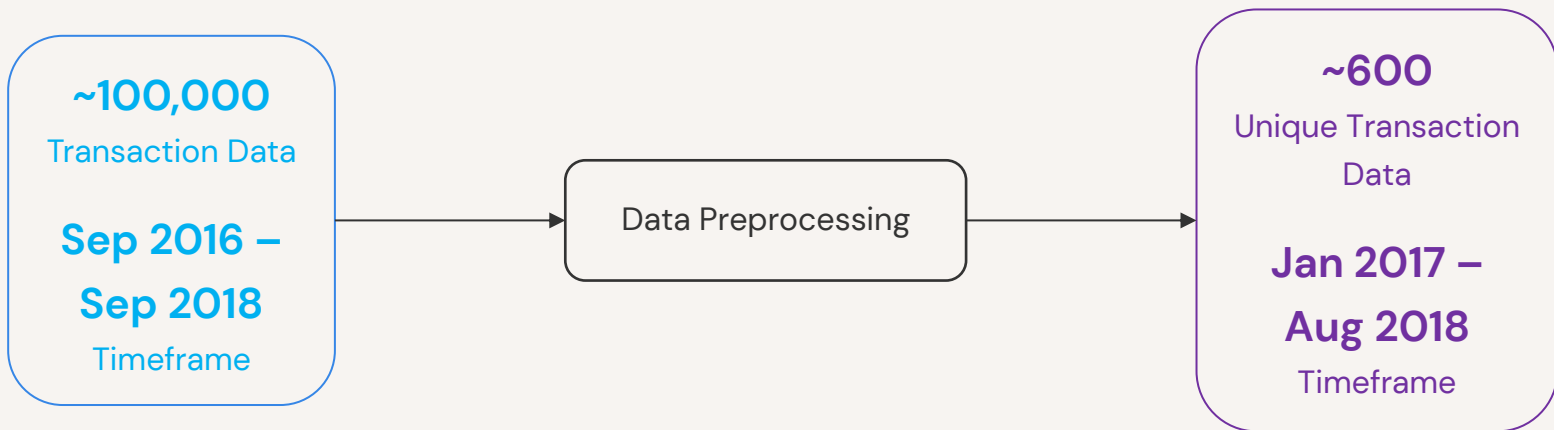 ~100,000
Transaction Data
Sep 2016 –
Sep 2018
Timeframe
Data Preprocessing
~600
Unique Transaction
Data
Jan 2017 –
Aug 2018
Timeframe